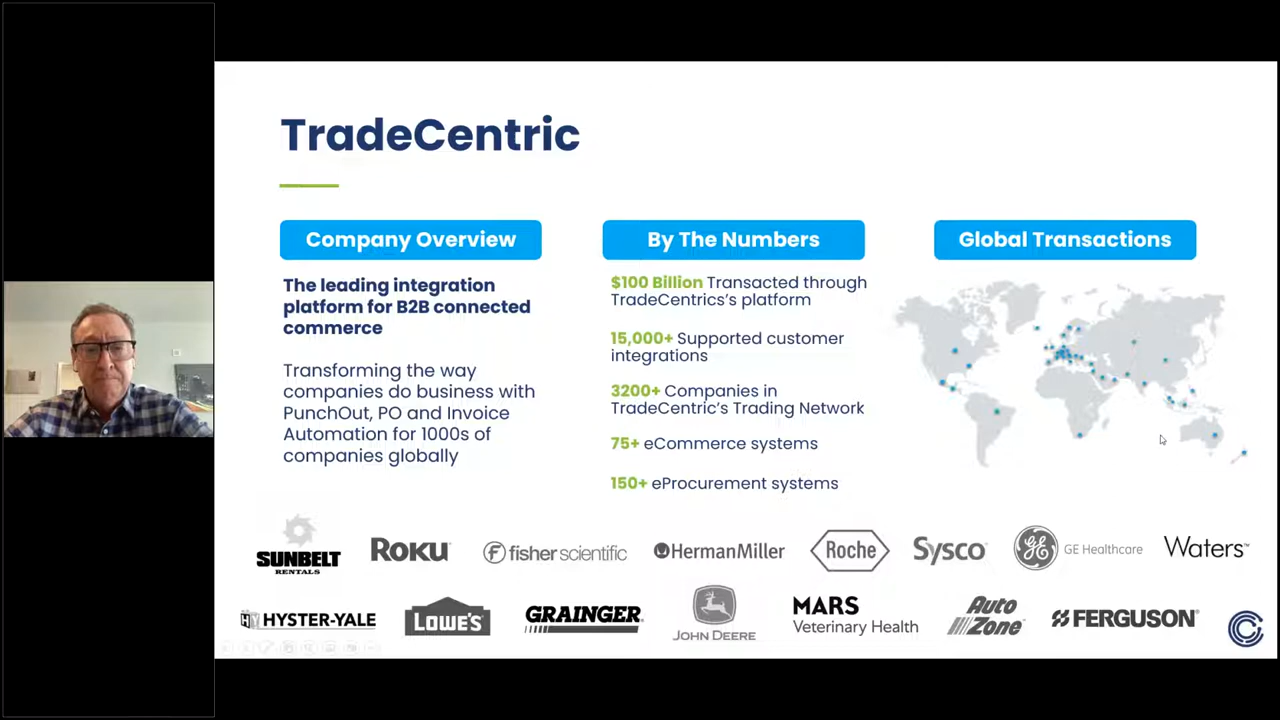 TradeCentric
Company Overview
The leading integration
platform for B2B connected
commerce
Transforming the way
companies do business with
PunchOut, PO and Invoice
Automation for 1000s of
companies globally
By The Numbers
$100 Billion Transacted through
TradeCentrics's platform
15,000+ Supported customer
integrations
3200+ Companies in
TradeCentric's Trading Network
75+ eCommerce systems
150+ eProcurement systems
Global Transactions
SUNBELT
RENTALS
ROKU
fisher scientific
HermanMiller
Roche
Sysco
GE GE Healthcare
Waters™
HY HYSTER-YALE
LOWE'S
GRAINGER
JOHN DEERE
MARS
Veterinary Health
Auto
Zone
FERGUSON